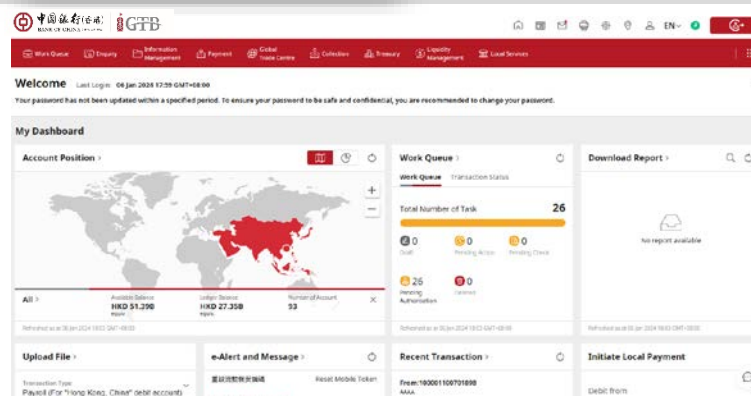 中國銀行(香港)
BANK OF CHINA
iGTB
EN
Work Queue
Enquiry
Information Management
Payment
Global Trade Centre
Collection
Treasury
Liquidity Management
Local Services
Welcome Last Login: 06 Jan 2024 17:59 GMT+08:00
Your password has not been updated within a specified period. To ensure your password to be safe and confidential, you are recommended to change your password.
My Dashboard
Account Position >
+
−
All >
Available Balance
HKD 51.39B
Ledger Balance
HKD 27.35B
Number of Account
93
Work Queue >
Work Queue Transaction Status
Total Number of Task 26
0
Draft
0
Pending Action
0
Pending Check
26
Pending Authorisation
0
Download Report >
No report available
Upload File >
Transaction Type
Payroll (For "Hong Kong, China" debit account)
e-Alert and Message >
Reset Mobile Token
Recent Transaction >
From:
AAAA
Initiate Local Payment
Debit from